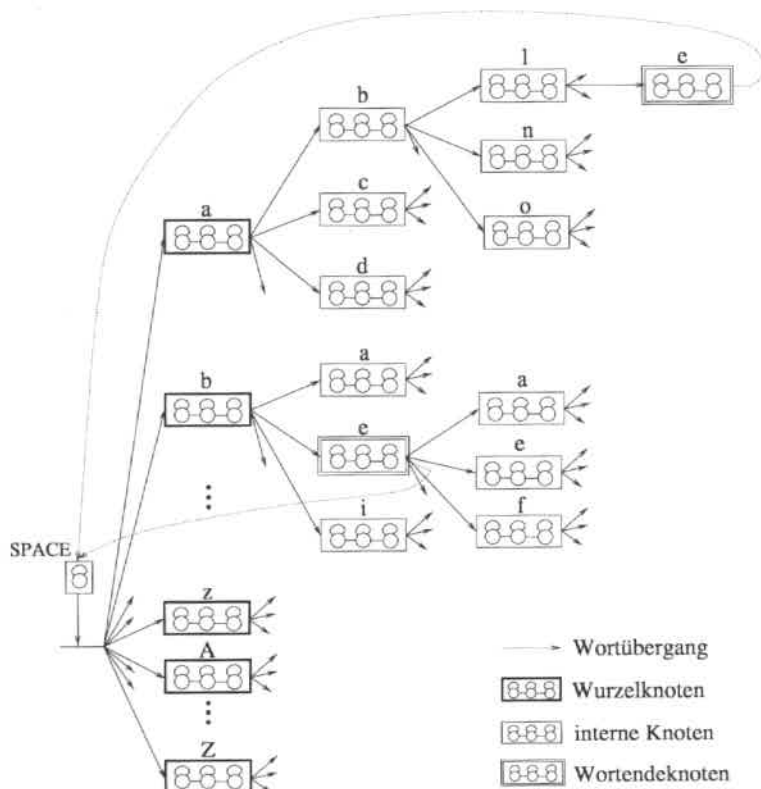 l
e
b
n
a
c
o
d
a
b
a
e
e
i
f
SPACE
z
A
Z
Wortübergang
Wurzelknoten
interne Knoten
Wortendeknoten